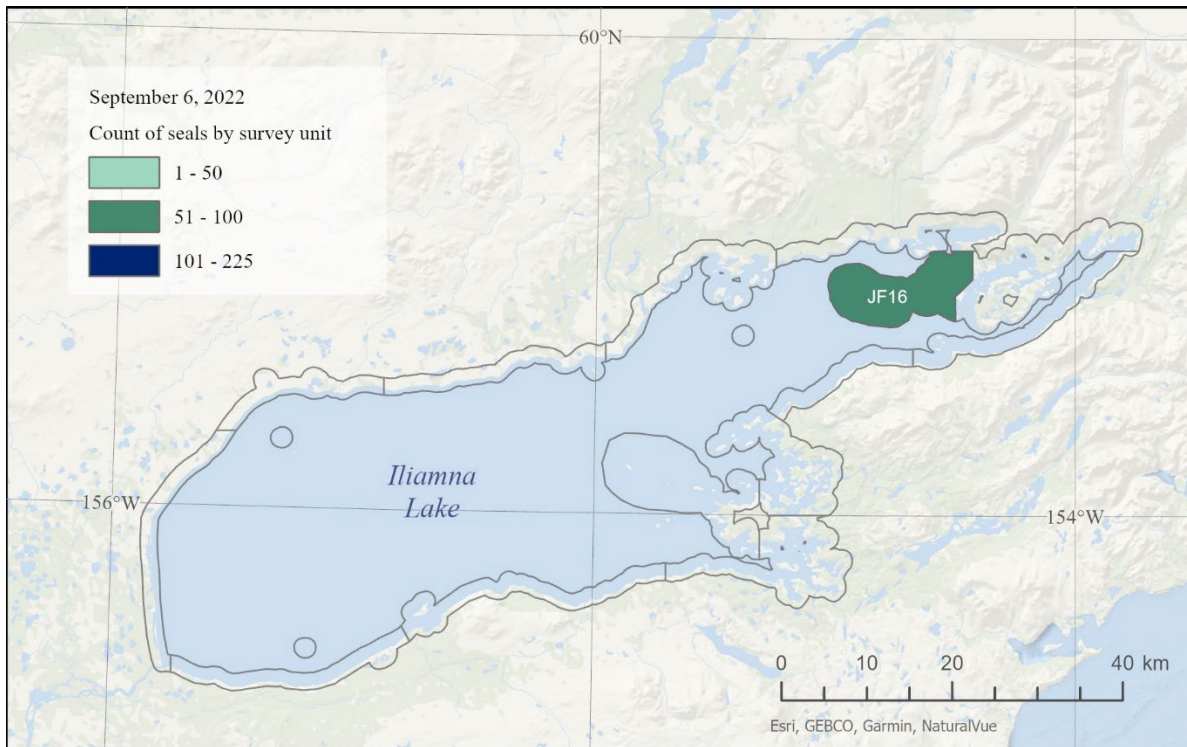 60°N
September 6, 2022
Count of seals by survey unit
1 - 50
51 - 100
101 - 225
JF16
Iliamna
Lake
156°W
154°W
0 10 20 40 km
Esri, GEBCO, Garmin, NaturalVue